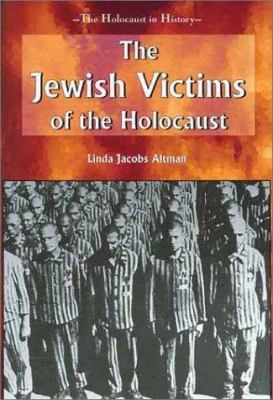 –The Holocaust in History–
The
Jewish Victims
of the Holocaust
Linda Jacobs Altman